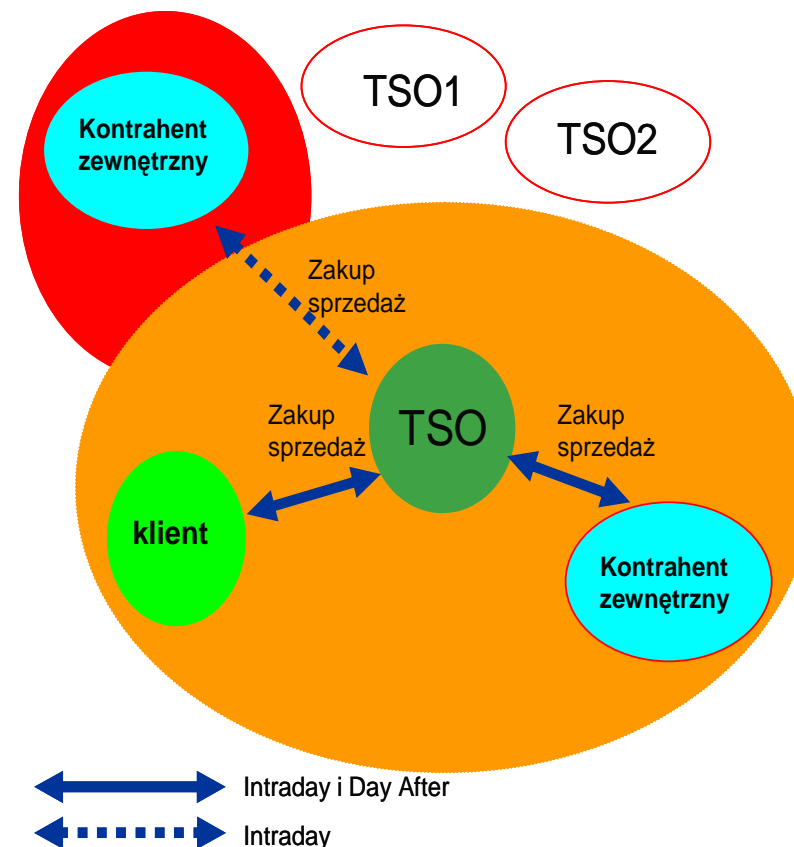 TSO1
Kontrahent
zewnętrzny
TSO2
Zakup
sprzedaż
Zakup
sprzedaż
TSO
Zakup
sprzedaż
klient
Kontrahent
zewnętrzny
Intraday i Day After
Intraday